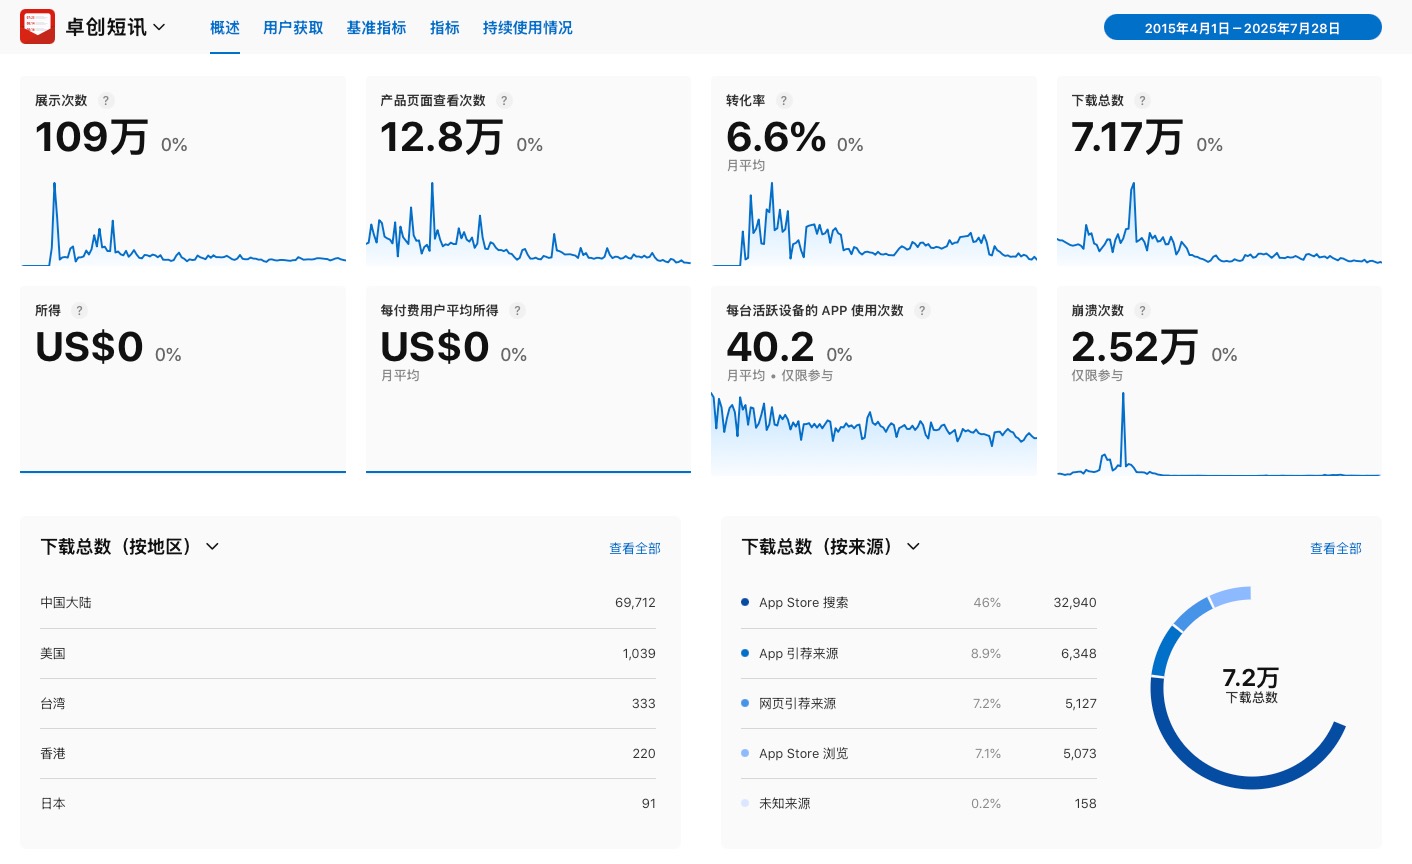 卓创短讯
概述 用户获取 基准指标 指标 持续使用情况
2015年4月1日 – 2025年7月28日
展示次数 ?
109万 0%
产品页面查看次数 ?
12.8万 0%
转化率 ?
6.6% 0%
月平均
下载总数 ?
7.17万 0%
所得 ?
US$0 0%
每付费用户平均所得 ?
US$0 0%
月平均
每台活跃设备的 APP 使用次数 ?
40.2 0%
月平均 • 仅限参与
崩溃次数 ?
2.52万 0%
仅限参与
下载总数（按地区）
查看全部
中国大陆 69,712
美国 1,039
台湾 333
香港 220
日本 91
下载总数（按来源）
查看全部
App Store 搜索 46% 32,940
App 引荐来源 8.9% 6,348
网页引荐来源 7.2% 5,127
App Store 浏览 7.1% 5,073
未知来源 0.2% 158
7.2万
下载总数